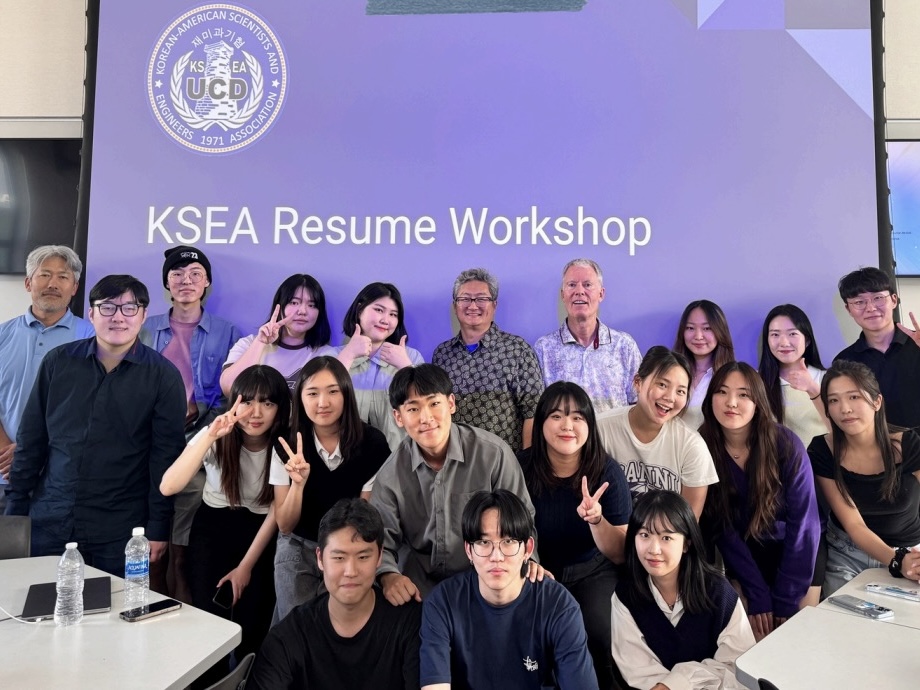 KOREAN-AMERICAN SCIENTISTS AND
재미과기협
KSEA
UCD
ENGINEERS 1971 ASSOCIATION
KSEA Resume Workshop